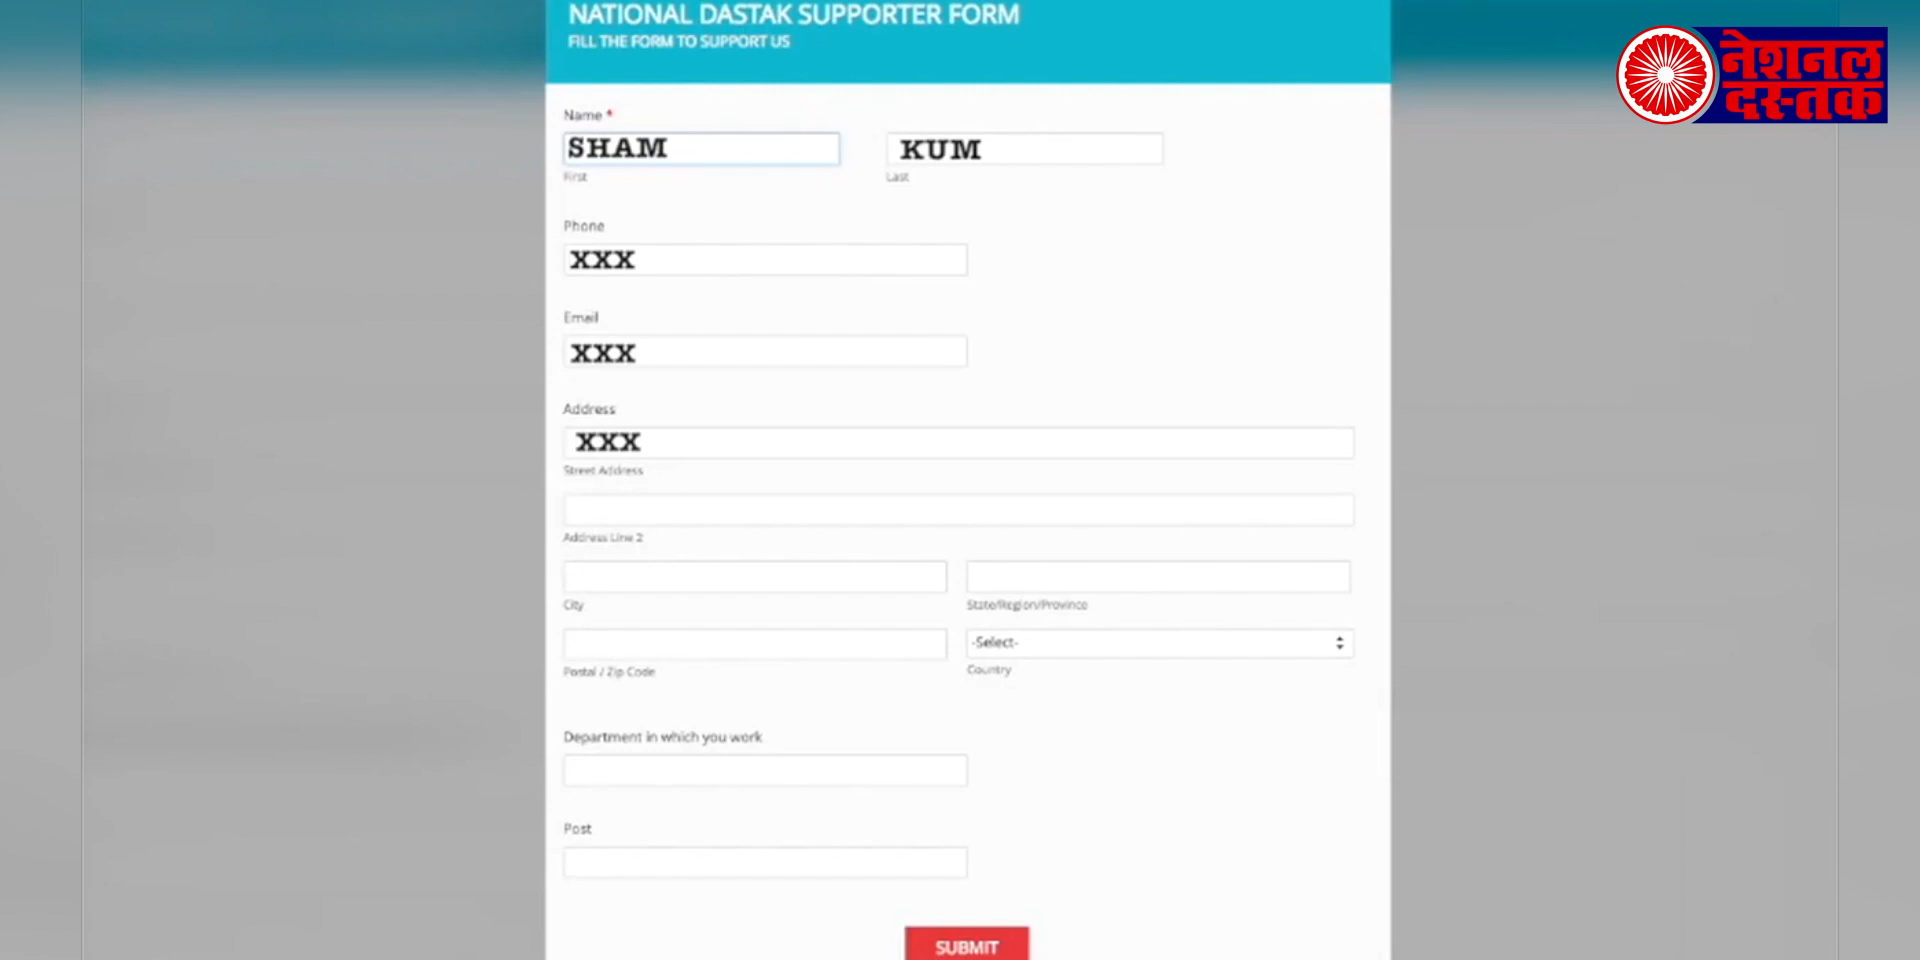 NATIONAL DASTAK SUPPORTER FORM
FILL THE FORM TO SUPPORT US
नेशनल
दस्तक
Name *
SHAM KUM
First Last
Phone
XXX
Email
XXX
Address
XXX
Street Address
Address Line 2
City State/Region/Province
-Select-
Postal / Zip Code Country
Department in which you work
Post
SUBMIT